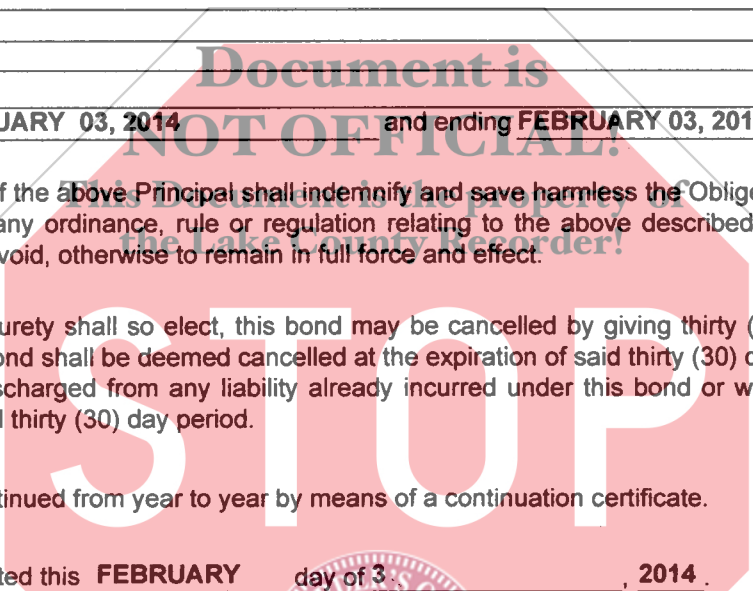 Document is
NOT OFFICIAL!
JARY 03, 2014 and ending FEBRUARY 03, 201
This Document is the property of
f the above Principal shall indemnify and save harmless the Oblige
any ordinance, rule or regulation relating to the above described
the Lake County Recorder!
void, otherwise to remain in full force and effect.
urety shall so elect, this bond may be cancelled by giving thirty (
ond shall be deemed cancelled at the expiration of said thirty (30) d
scharged from any liability already incurred under this bond or w
l thirty (30) day period.
STOP
tinued from year to year by means of a continuation certificate.
ted this FEBRUARY day of 3 , 2014 .